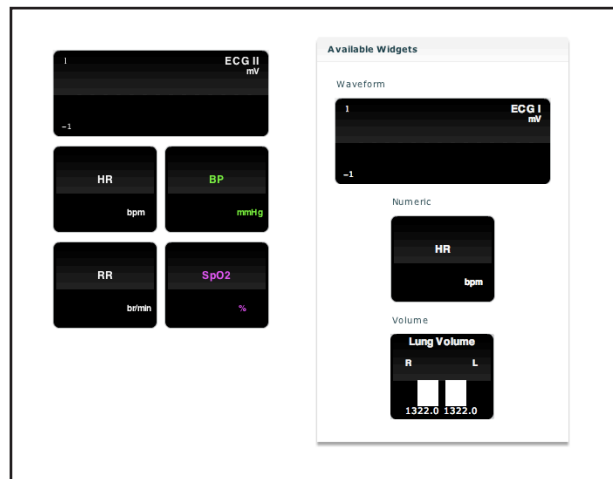 1 ECG II
mV
-1
HR BP
bpm mmHg
RR SpO2
br/min %
Available Widgets
Waveform
1 ECG I
mV
-1
Numeric
HR
bpm
Volume
Lung Volume
R L
1322.0 1322.0